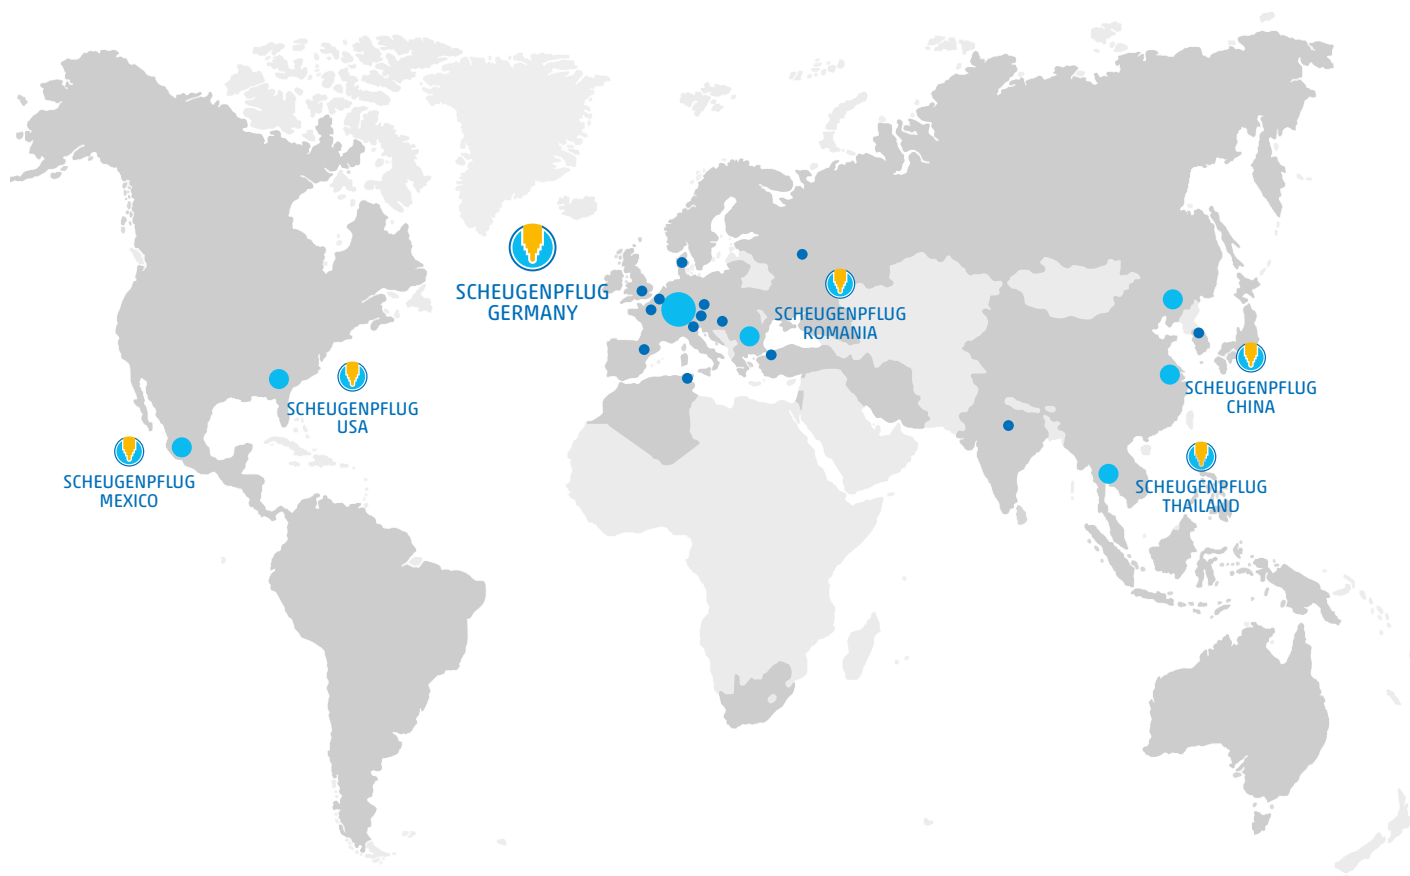 SCHEUGENPFLUG
GERMANY
SCHEUGENPFLUG
ROMANIA
SCHEUGENPFLUG
USA
SCHEUGENPFLUG
CHINA
SCHEUGENPFLUG
MEXICO
SCHEUGENPFLUG
THAILAND